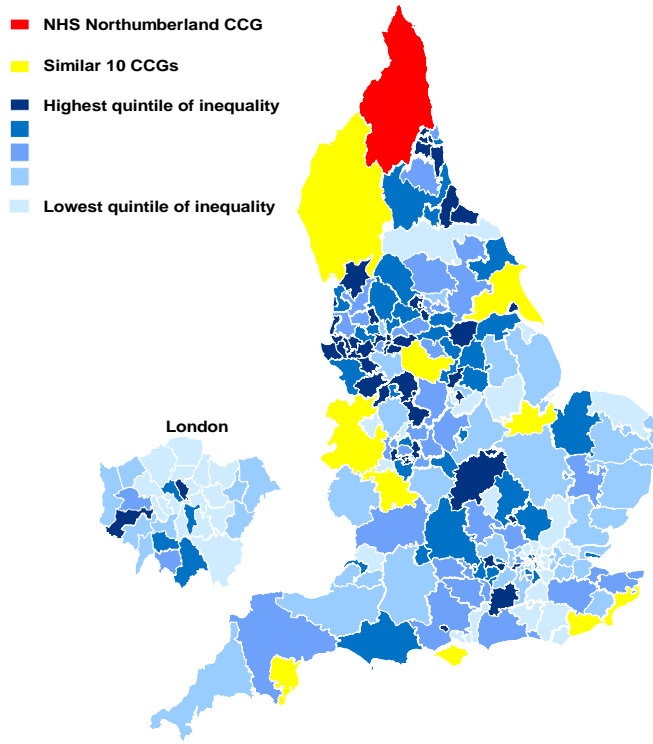 NHS Northumberland CCG
Similar 10 CCGs
Highest quintile of inequality
Lowest quintile of inequality
London